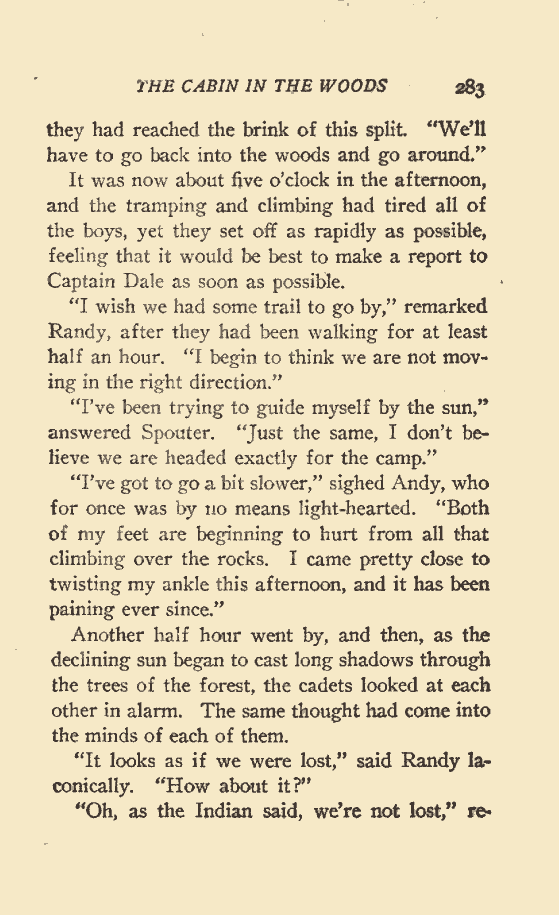 THE CABIN IN THE WOODS 283
they had reached the brink of this split. “We’ll
have to go back into the woods and go around.”
It was now about five o’clock in the afternoon,
and the tramping and climbing had tired all of
the boys, yet they set off as rapidly as possible,
feeling that it would be best to make a report to
Captain Dale as soon as possible.
“I wish we had some trail to go by,” remarked
Randy, after they had been walking for at least
half an hour. “I begin to think we are not mov-
ing in the right direction.”
“I’ve been trying to guide myself by the sun,”
answered Spouter. “Just the same, I don’t be-
lieve we are headed exactly for the camp.”
“I’ve got to go a bit slower,” sighed Andy, who
for once was by no means light-hearted. “Both
of my feet are beginning to hurt from all that
climbing over the rocks. I came pretty close to
twisting my ankle this afternoon, and it has been
paining ever since.”
Another half hour went by, and then, as the
declining sun began to cast long shadows through
the trees of the forest, the cadets looked at each
other in alarm. The same thought had come into
the minds of each of them.
“It looks as if we were lost,” said Randy la-
conically. “How about it?”
“Oh, as the Indian said, we’re not lost,” re-